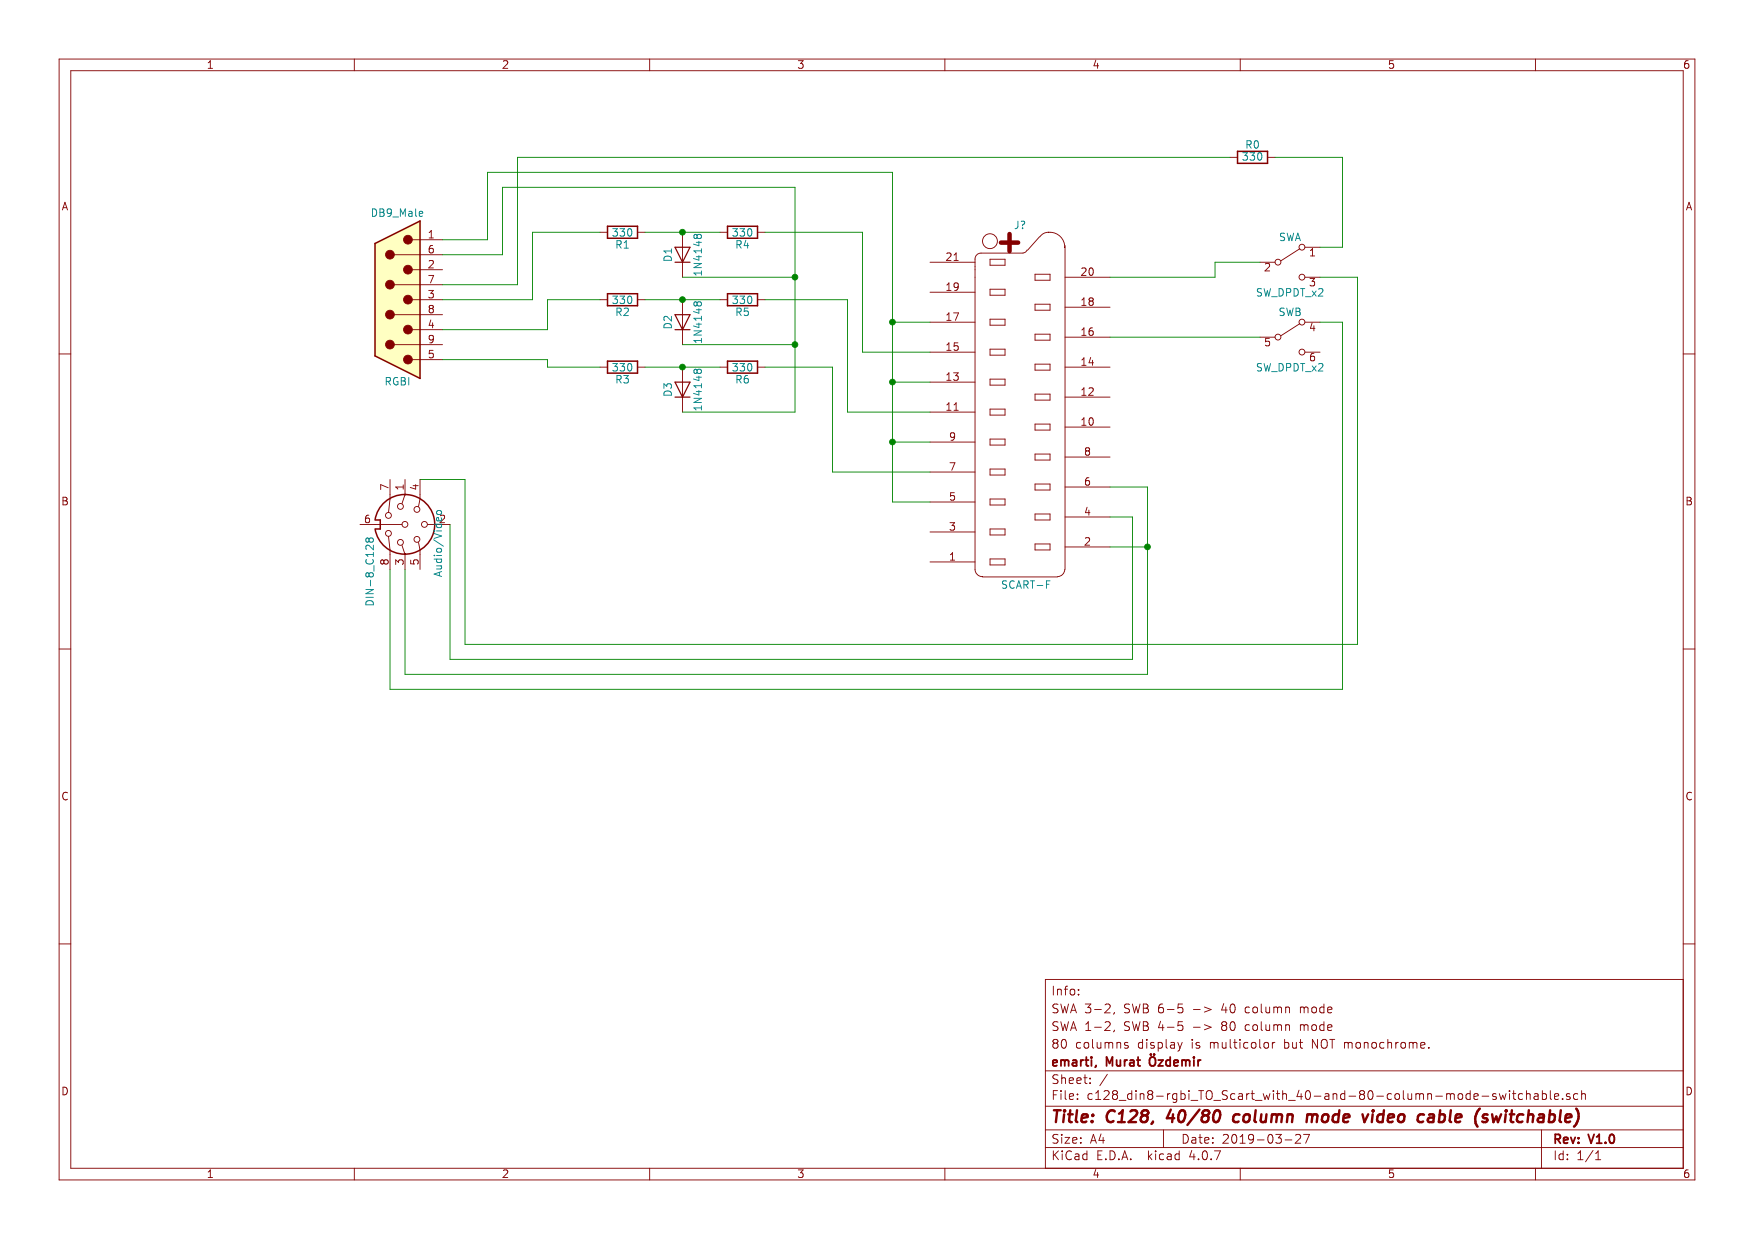 1 2 3 4 5 6
A A
B B
C C
D D
R0
330
DB9_Male
1
6
2
7
3
8
4
9
5
RGBI
330
R1
330
R4
D1
1N4148
330
R2
330
R5
D2
1N4148
330
R3
330
R6
D3
1N4148
J?
21
19
17
15
13
11
9
7
5
3
1
20
18
16
14
12
10
8
6
4
2
SCART-F
SWA
1
2
3
SW_DPDT_x2
SWB
4
5
6
SW_DPDT_x2
7 1 4
6 2
8 3 5
DIN-8_C128
Audio/Video
Info:
SWA 3-2, SWB 6-5 -> 40 column mode
SWA 1-2, SWB 4-5 -> 80 column mode
80 columns display is multicolor but NOT monochrome.
emarti, Murat Özdemir
Sheet: /
File: c128_din8-rgbi_TO_Scart_with_40-and-80-column-mode-switchable.sch
Title: C128, 40/80 column mode video cable (switchable)
Size: A4 Date: 2019-03-27 Rev: V1.0
KiCad E.D.A. kicad 4.0.7 Id: 1/1
1 2 3 4 5 6